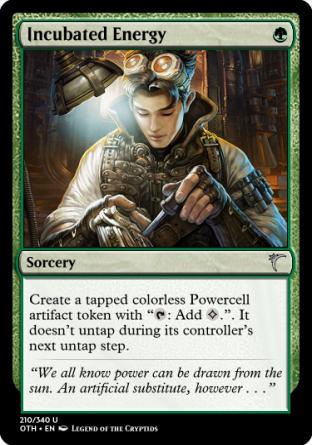 Incubated Energy
Sorcery
Create a tapped colorless Powercell
artifact token with “: Add .”. It
doesn’t untap during its controller’s
next untap step.
“We all know power can be drawn from the
sun. An artificial substitute, however . . .”
210/340 U
OTH • EN LEGEND OF THE CRYPTIDS